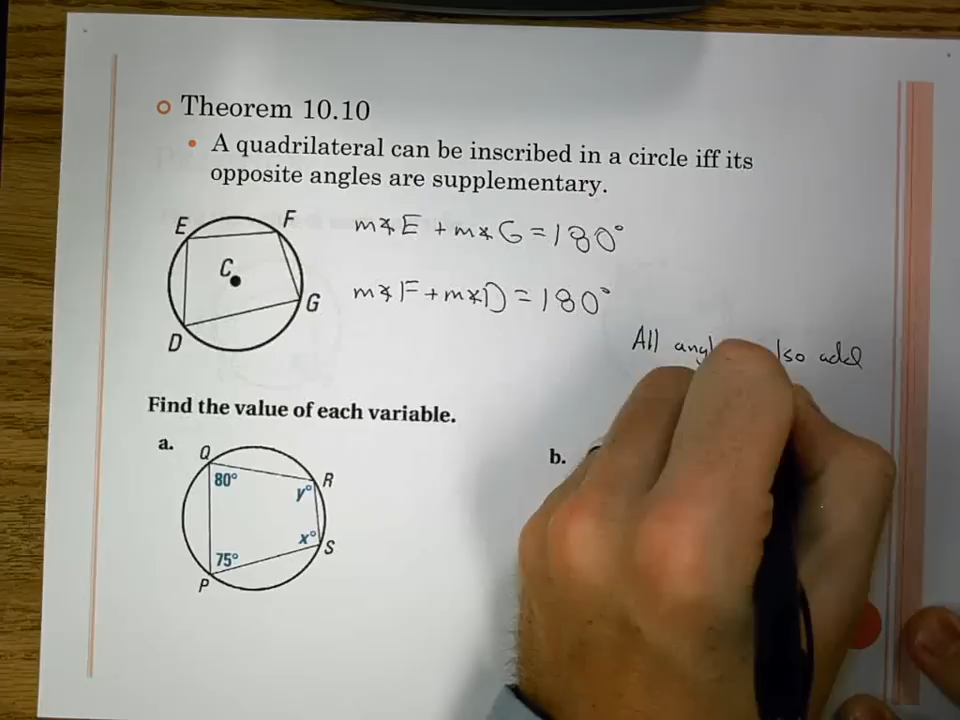 Theorem 10.10
A quadrilateral can be inscribed in a circle iff its
opposite angles are supplementary.
E
F
C
G
D
m∡E + m∡G = 180°
m∡F + m∡D = 180°
All so add
Find the value of each variable.
a.
Q
80°
R
y°
x°
S
75°
P
b.